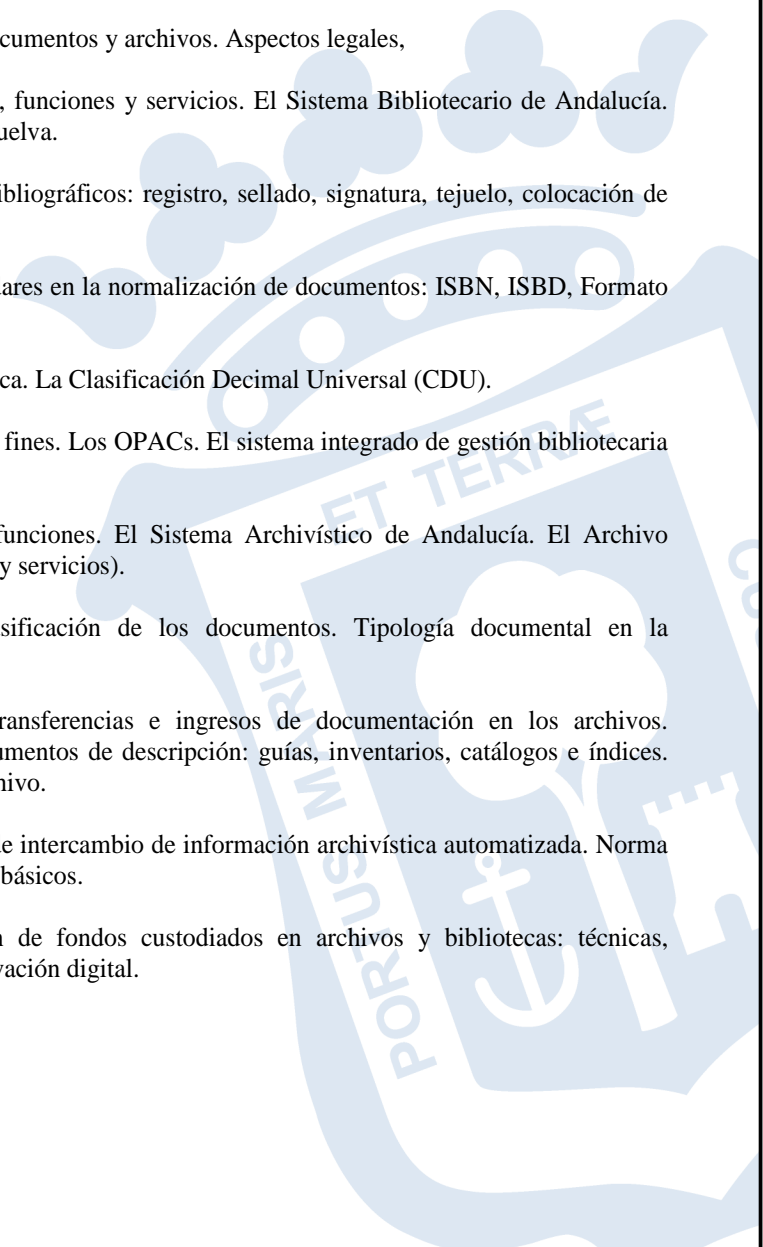 cumentos y archivos. Aspectos legales,
, funciones y servicios. El Sistema Bibliotecario de Andalucía.
uelva.
ibliográficos: registro, sellado, signatura, tejuelo, colocación de
lares en la normalización de documentos: ISBN, ISBD, Formato
ca. La Clasificación Decimal Universal (CDU).
fines. Los OPACs. El sistema integrado de gestión bibliotecaria
funciones. El Sistema Archivístico de Andalucía. El Archivo
y servicios).
sificación de los documentos. Tipología documental en la
ransferencias e ingresos de documentación en los archivos.
umentos de descripción: guías, inventarios, catálogos e índices.
hivo.
de intercambio de información archivística automatizada. Norma
básicos.
n de fondos custodiados en archivos y bibliotecas: técnicas,
vación digital.
PORTUS MARIS
ET TERRÆ
CUS